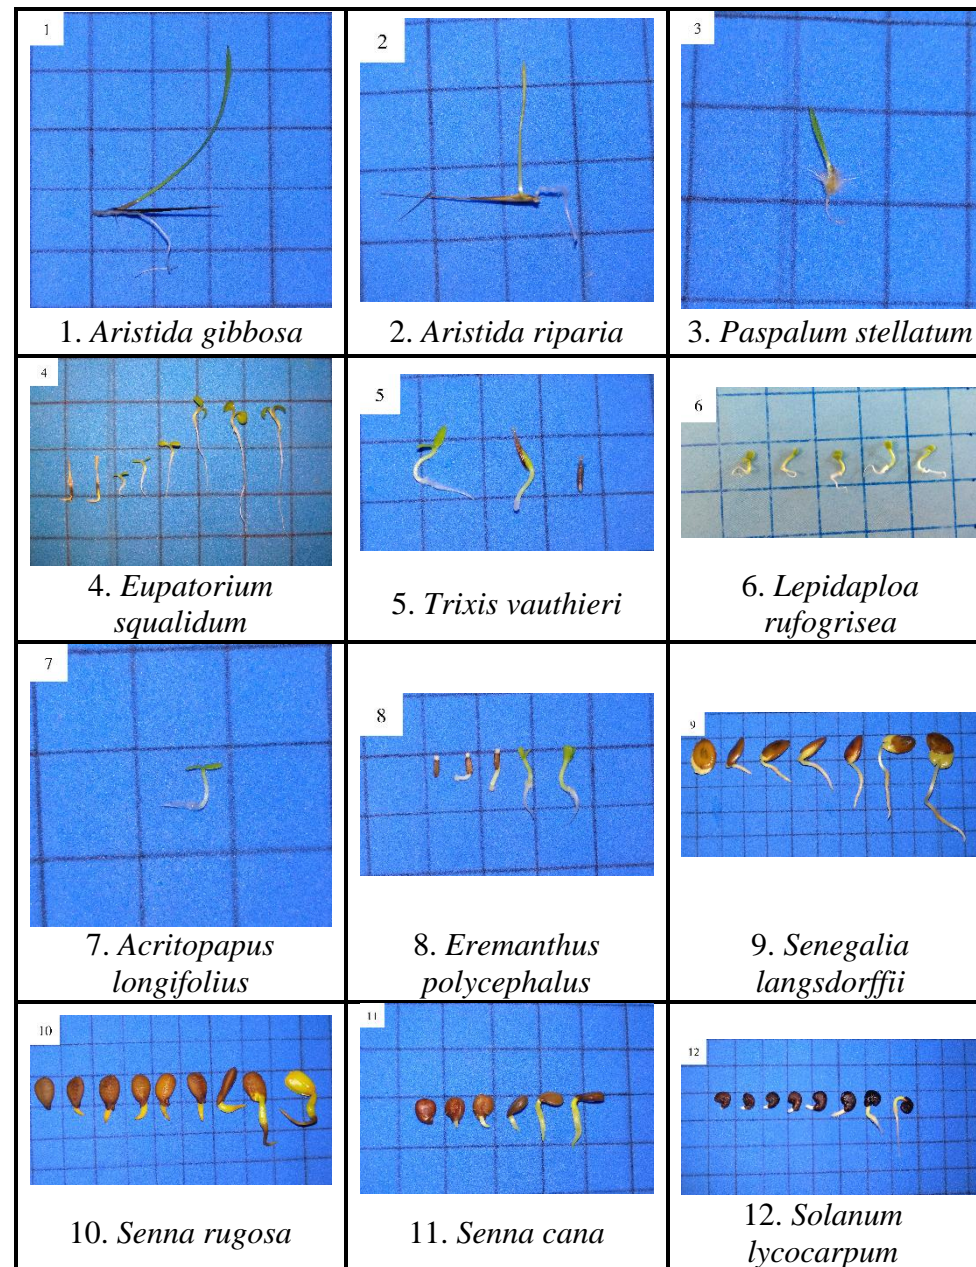 1
2
3
1. Aristida gibbosa
2. Aristida riparia
3. Paspalum stellatum
4
5
6
4. Eupatorium
squalidum
5. Trixis vauthieri
6. Lepidaploa
rufogrisea
7
8
9
7. Acritopapus
longifolius
8. Eremanthus
polycephalus
9. Senegalia
langsdorffii
10
11
12
10. Senna rugosa
11. Senna cana
12. Solanum
lycocarpum